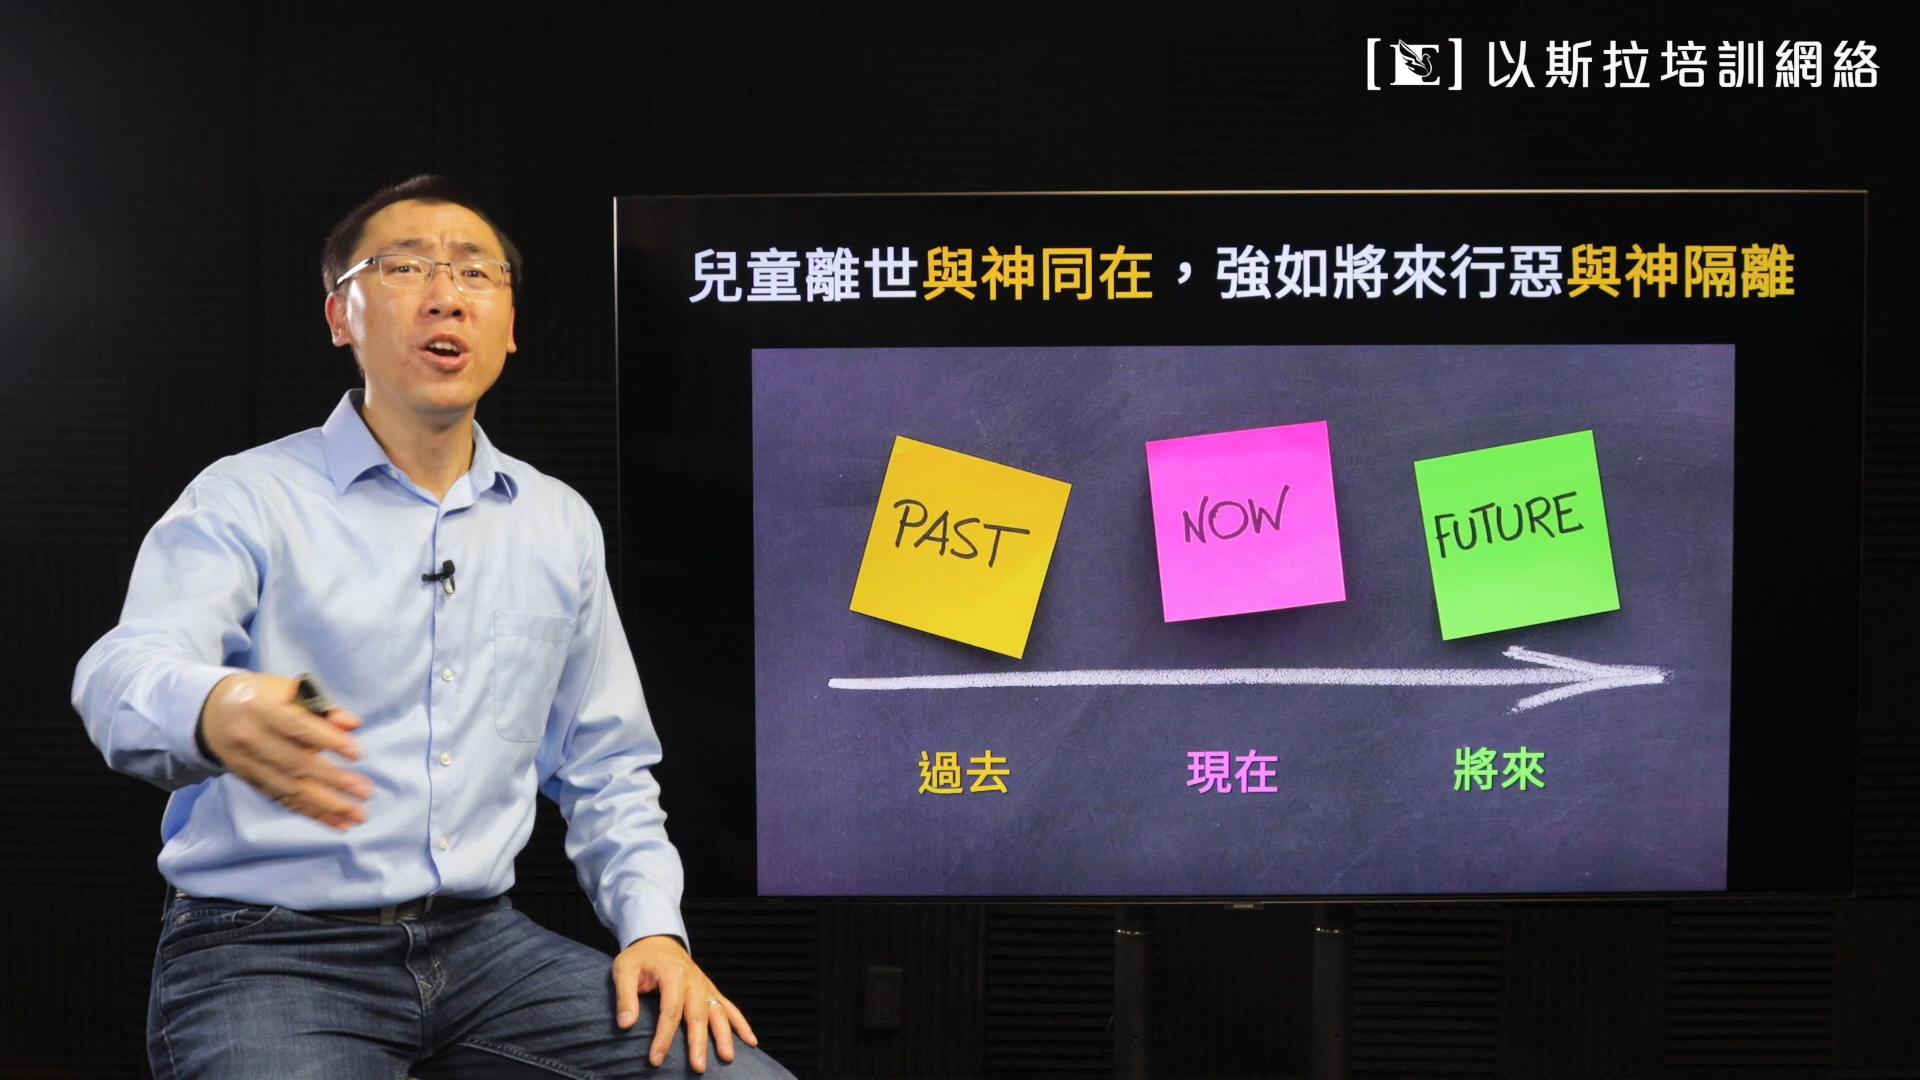 [E] 以斯拉培訓網絡
兒童離世與神同在，強如將來行惡與神隔離
PAST
NOW
FUTURE
過去
現在
將來
SAMSUNG